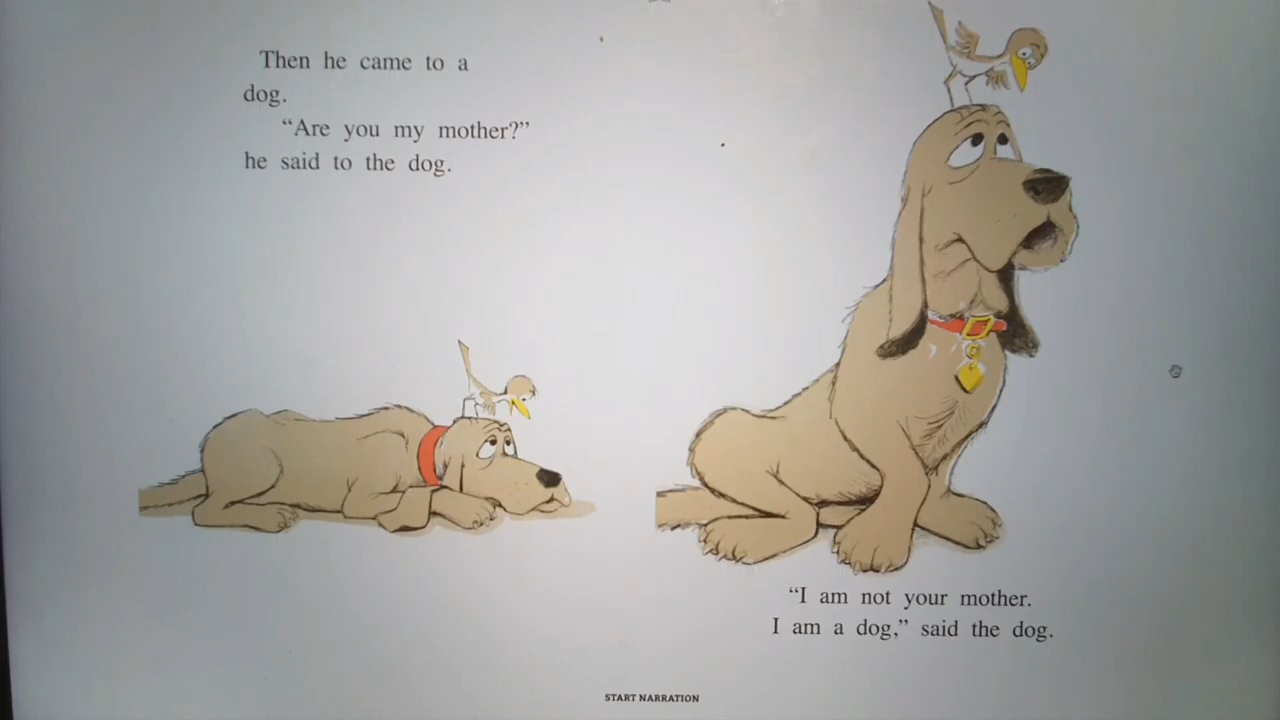 Then he came to a
dog.
“Are you my mother?”
he said to the dog.
“I am not your mother.
I am a dog,” said the dog.
START NARRATION